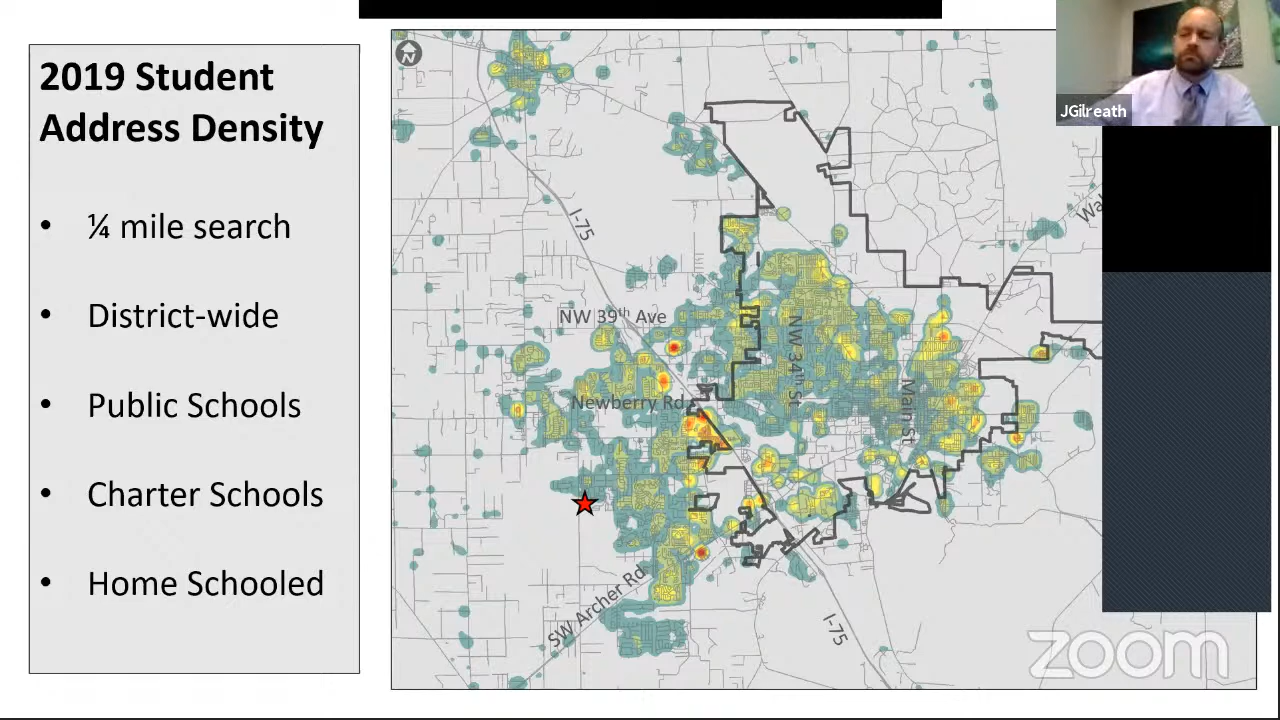 2019 Student
Address Density
• ¼ mile search
• District-wide
• Public Schools
• Charter Schools
• Home Schooled
N
I-75
NW 39th Ave
NW 34th St
Newberry Rd
Main St
SW Archer Rd
I-75
JGilreath
zoom